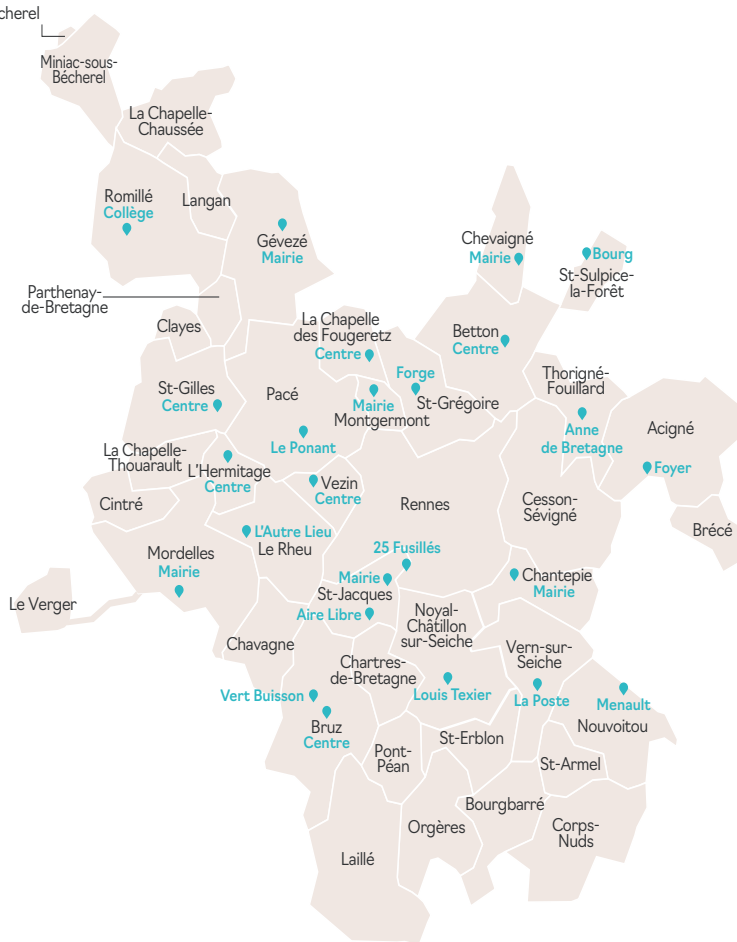 cherel
Miniac-sous-
Bécherel
La Chapelle-
Chaussée
Romillé
Collège
Langan
Gévezé
Mairie
Chevaigné
Mairie
Bourg
St-Sulpice-
la-Forêt
Parthenay-
de-Bretagne
Clayes
La Chapelle
des Fougeretz
Centre
Betton
Centre
St-Gilles
Centre
Pacé
Le Ponant
Mairie
Montgermont
Forge
St-Grégoire
Thorigné-
Fouillard
Anne
de Bretagne
Acigné
Foyer
La Chapelle-
Thouarault
L'Hermitage
Centre
Vezin
Centre
Rennes
Cesson-
Sévigné
Brécé
Cintré
L'Autre Lieu
Le Rheu
Mordelles
Mairie
25 Fusillés
Mairie
St-Jacques
Aire Libre
Chantepie
Mairie
Le Verger
Noyal-
Châtillon
sur-Seiche
Chavagne
Chartres-
de-Bretagne
Vern-sur-
Seiche
La Poste
Louis Texier
Vert Buisson
Bruz
Centre
Menault
Nouvoitou
Pont-
Péan
St-Erblon
St-Armel
Bourgbarré
Orgères
Corps-
Nuds
Laillé